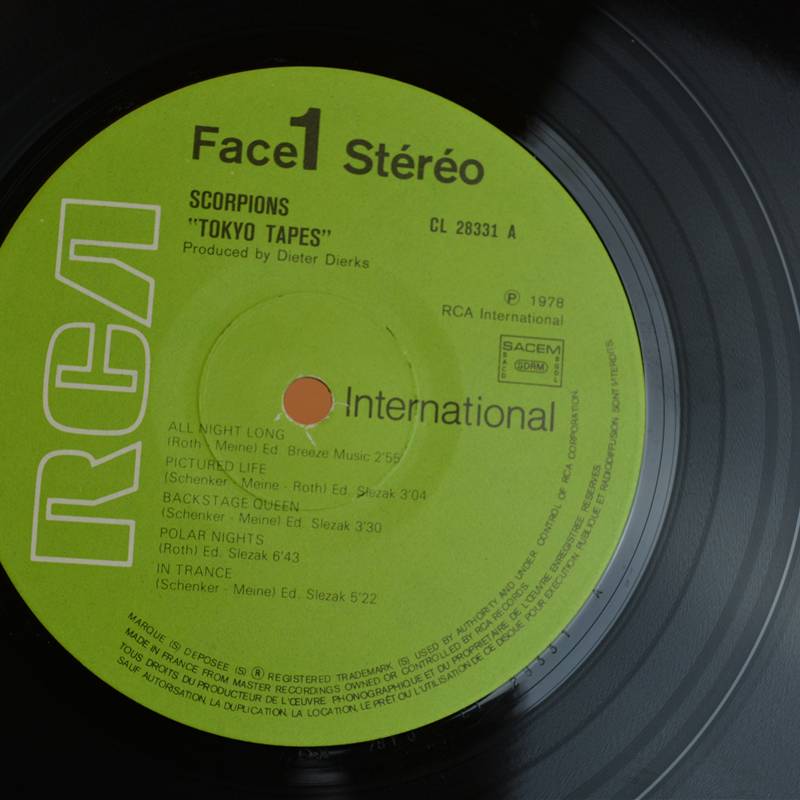 Face 1 Stéréo
SCORPIONS
"TOKYO TAPES"
Produced by Dieter Dierks
CL 28331 A
Ⓟ 1978
RCA International
SACEM
SACD SDRM SGDL
RCA
International
ALL NIGHT LONG
(Roth - Meine) Ed. Breeze Music 2'55
PICTURED LIFE
(Schenker - Meine - Roth) Ed. Slezak 3'04
BACKSTAGE QUEEN
(Schenker - Meine) Ed. Slezak 3'30
POLAR NIGHTS
(Roth) Ed. Slezak 6'43
IN TRANCE
(Schenker - Meine) Ed. Slezak 5'22
MARQUE (S) DEPOSEE (S) ® REGISTERED TRADEMARK (S) USED BY AUTHORITY AND UNDER CONTROL OF RCA CORPORATION.
MADE IN FRANCE FROM MASTER RECORDINGS OWNED OR CONTROLLED BY RCA RECORDS.
TOUS DROITS DU PRODUCTEUR DE L'ŒUVRE PHONOGRAPHIQUE ET DU PROPRIETAIRE DE L'ŒUVRE ENREGISTREE RESERVES.
SAUF AUTORISATION, LA DUPLICATION, LA LOCATION, LE PRÊT OU L'UTILISATION DE CE DISQUE POUR EXECUTION PUBLIQUE ET RADIODIFFUSION SONT INTERDITS.
28331 A